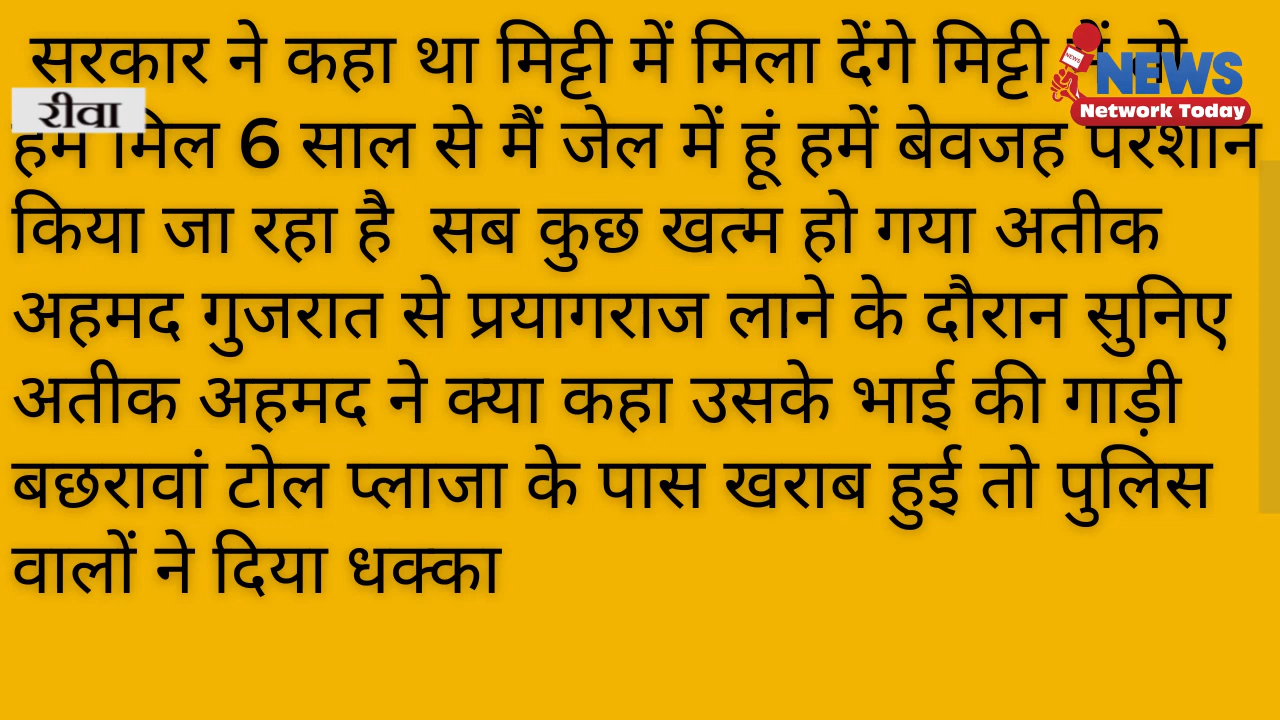 सरकार ने कहा था मिट्टी में मिला देंगे मिट्टी में तो
NEWS
Network Today
रीवा
हम मिल 6 साल से मैं जेल में हूं हमें बेवजह परेशान
किया जा रहा है सब कुछ खत्म हो गया अतीक
अहमद गुजरात से प्रयागराज लाने के दौरान सुनिए
अतीक अहमद ने क्या कहा उसके भाई की गाड़ी
बछरावां टोल प्लाजा के पास खराब हुई तो पुलिस
वालों ने दिया धक्का